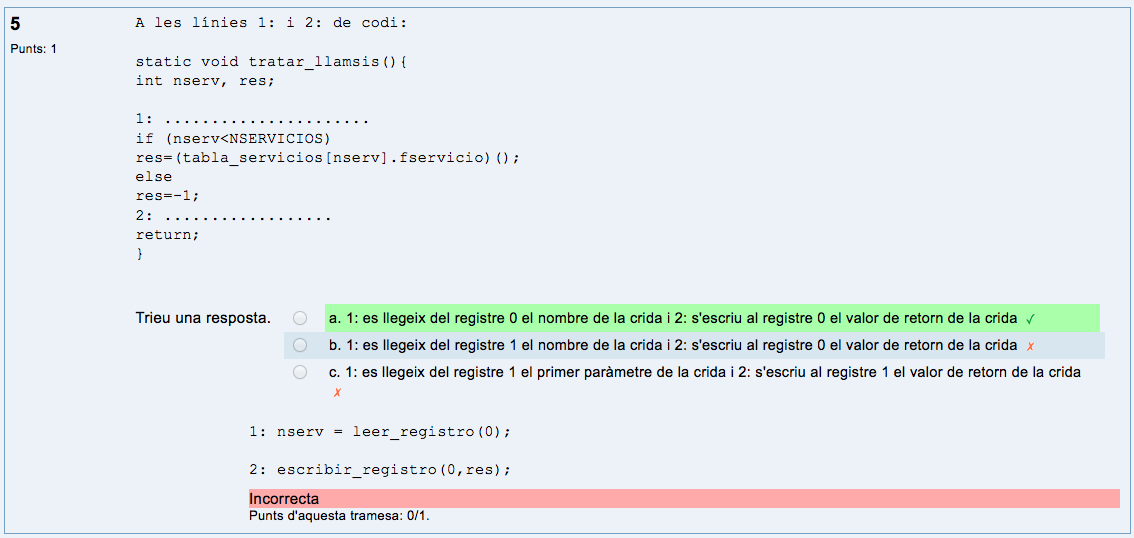 5
Punts: 1
A les línies 1: i 2: de codi:
static void tratar_llamsis(){
int nserv, res;
1: ......................
if (nserv<NSERVICIOS)
res=(tabla_servicios[nserv].fservicio)();
else
res=-1;
2: ..................
return;
}
Trieu una resposta.
a. 1: es llegeix del registre 0 el nombre de la crida i 2: s'escriu al registre 0 el valor de retorn de la crida ✓
b. 1: es llegeix del registre 1 el nombre de la crida i 2: s'escriu al registre 0 el valor de retorn de la crida ✗
c. 1: es llegeix del registre 1 el primer paràmetre de la crida i 2: s'escriu al registre 1 el valor de retorn de la crida
✗
1: nserv = leer_registro(0);
2: escribir_registro(0,res);
Incorrecta
Punts d'aquesta tramesa: 0/1.